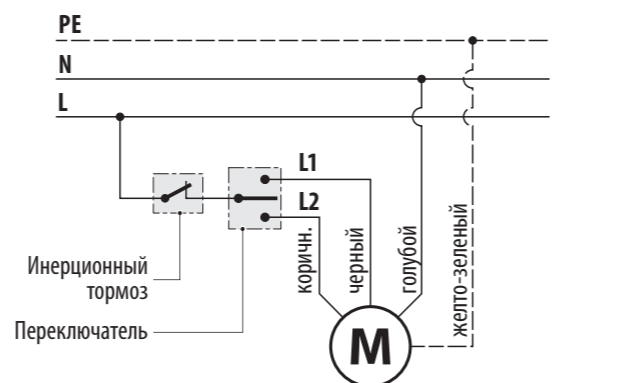 PE
N
L
L1
L2
коричн.
черный
голубой
желто-зеленый
Инерционный
тормоз
Переключатель
M